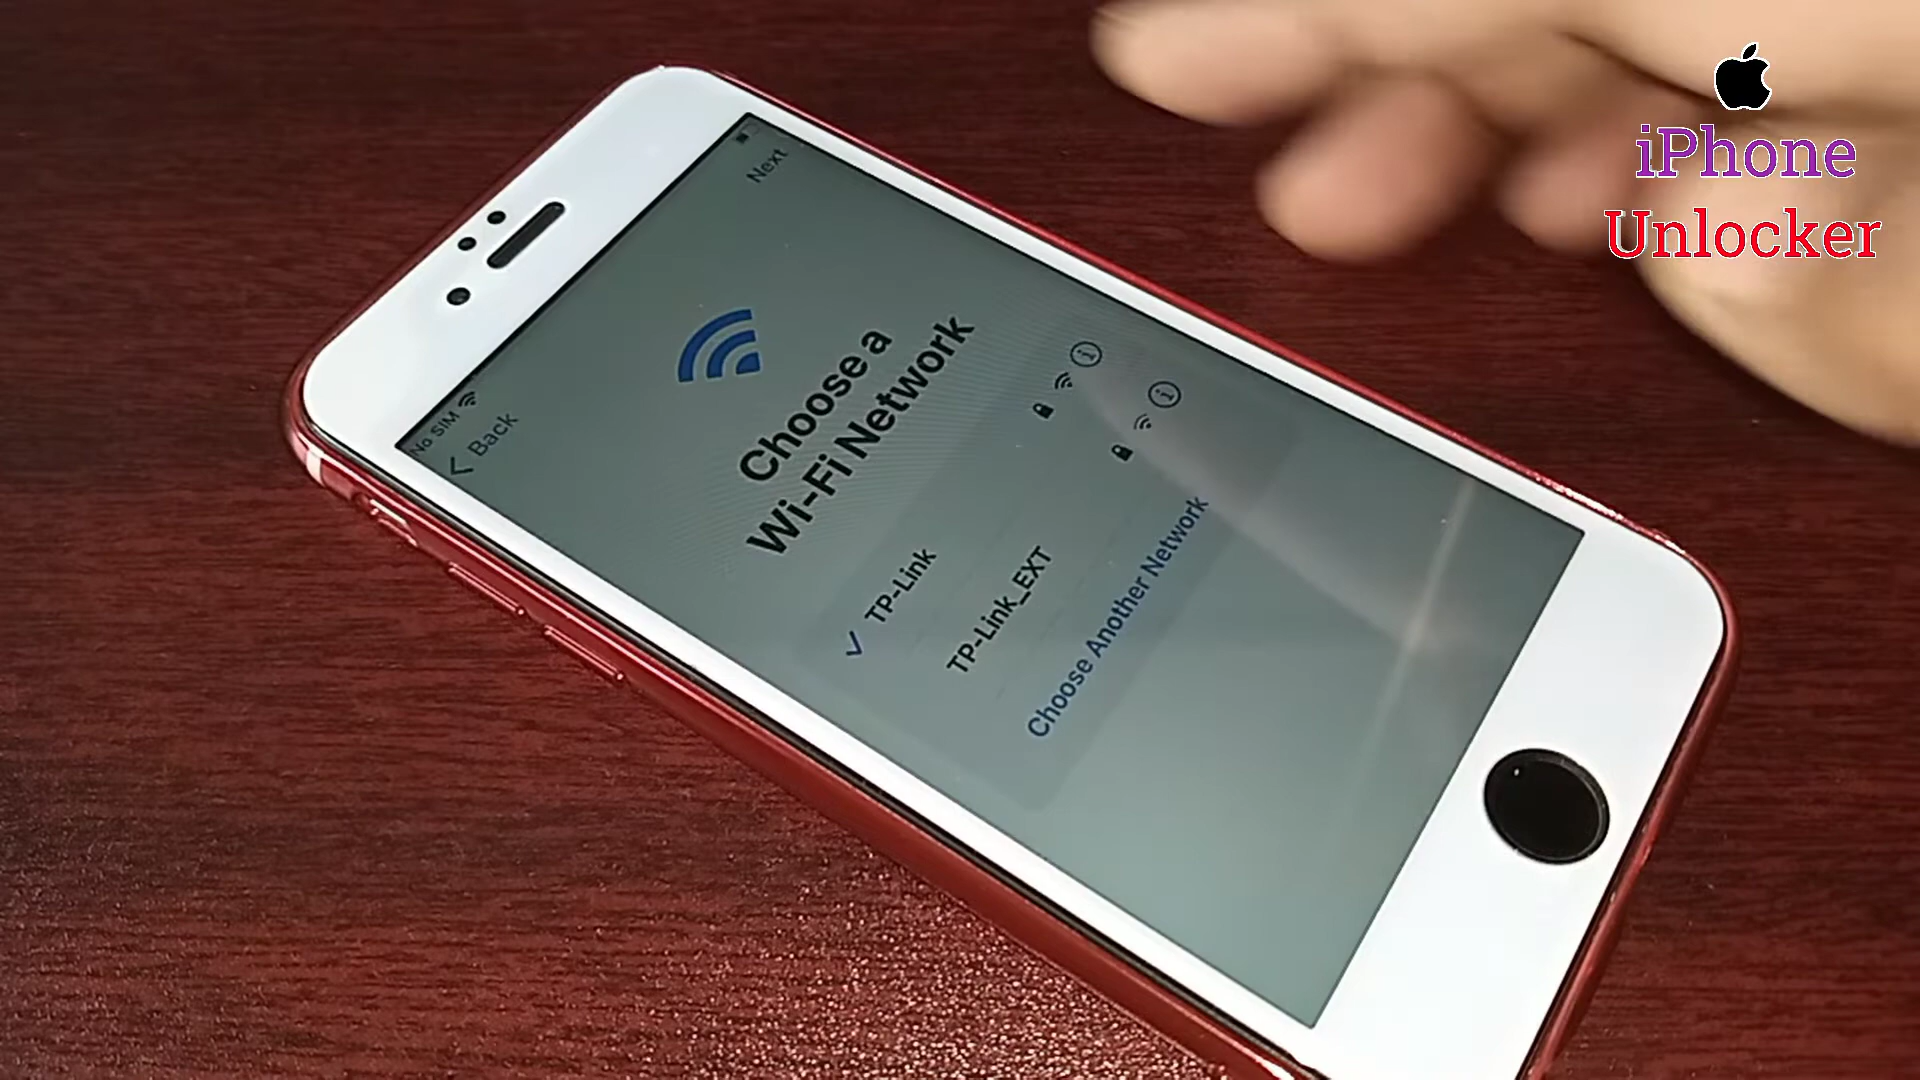 No SIM
Next
Back
Choose a
Wi-Fi Network
TP-Link
TP-Link_EXT
Choose Another Network
iPhone
Unlocker